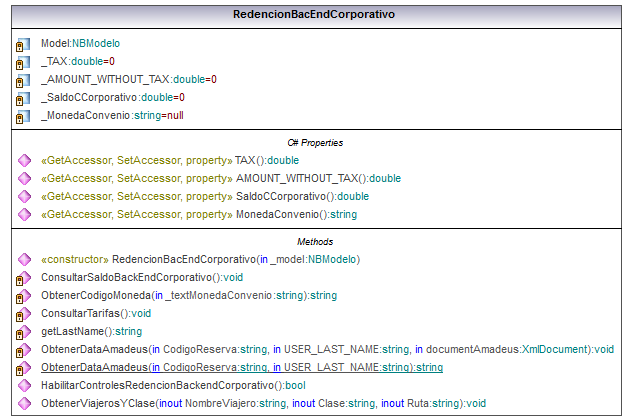 RedencionBacEndCorporativo
Model:NBModelo
_TAX:double=0
_AMOUNT_WITHOUT_TAX:double=0
_SaldoCCorporativo:double=0
_MonedaConvenio:string=null
C# Properties
«GetAccessor, SetAccessor, property» TAX():double
«GetAccessor, SetAccessor, property» AMOUNT_WITHOUT_TAX():double
«GetAccessor, SetAccessor, property» SaldoCCorporativo():double
«GetAccessor, SetAccessor, property» MonedaConvenio():string
Methods
«constructor» RedencionBacEndCorporativo(in _model:NBModelo)
ConsultarSaldoBackEndCorporativo():void
ObtenerCodigoMoneda(in _textMonedaConvenio:string):string
ConsultarTarifas():void
getLastName():string
ObtenerDataAmadeus(in CodigoReserva:string, in USER_LAST_NAME:string, in documentAmadeus:XmlDocument):void
ObtenerDataAmadeus(in CodigoReserva:string, in USER_LAST_NAME:string):string
HabilitarControlesRedencionBackendCorporativo():bool
ObtenerViajerosYClase(inout NombreViajero:string, inout Clase:string, inout Ruta:string):void